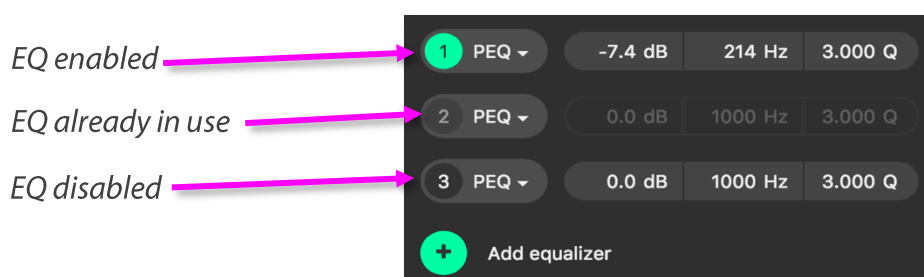 EQ enabled 1 PEQ -7.4 dB 214 Hz 3.000 Q
EQ already in use 2 PEQ 0.0 dB 1000 Hz 3.000 Q
EQ disabled 3 PEQ 0.0 dB 1000 Hz 3.000 Q
+ Add equalizer